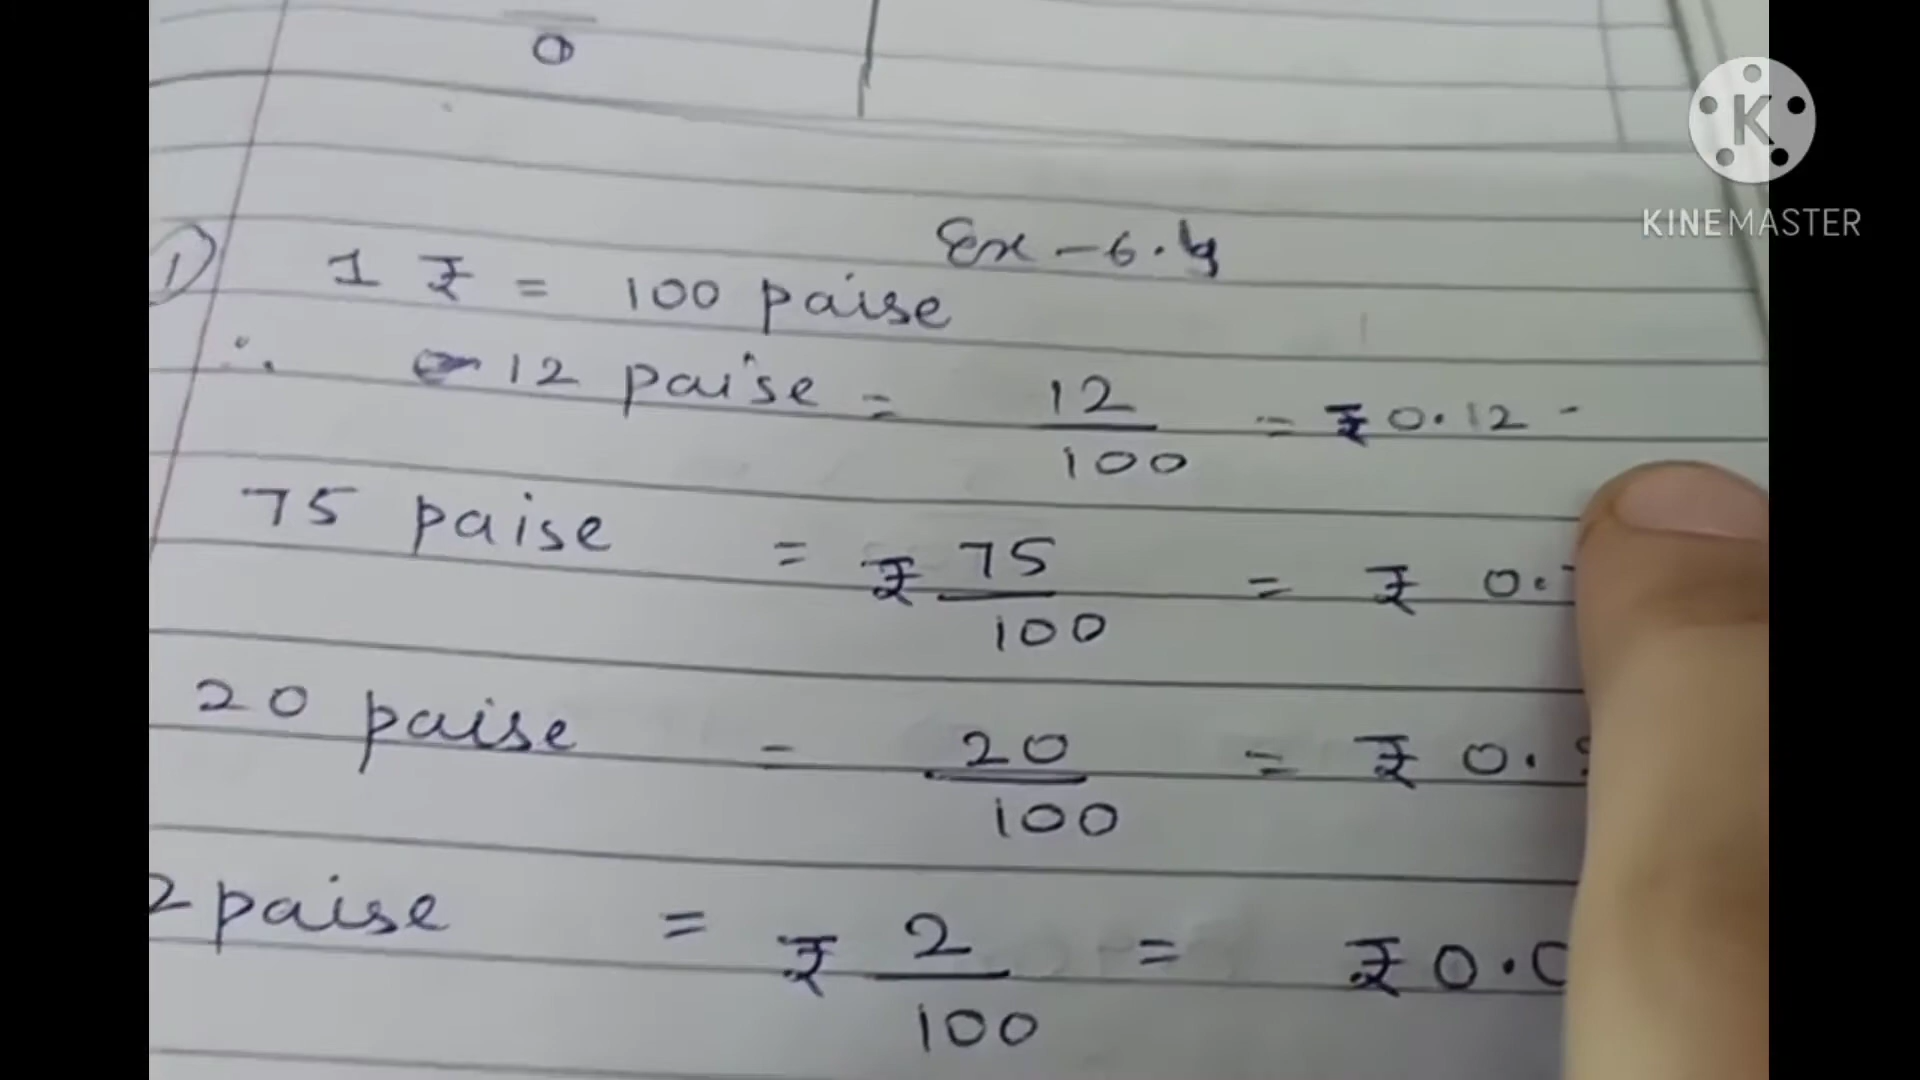 0
Ex - 6.4
① 1 ₹ = 100 paise
∴ 12 paise = 12/100 = ₹ 0.12
75 paise = ₹ 75/100 = ₹ 0.
20 paise = 20/100 = ₹ 0.
2 paise = ₹ 2/100 = ₹ 0.0
KINEMASTER